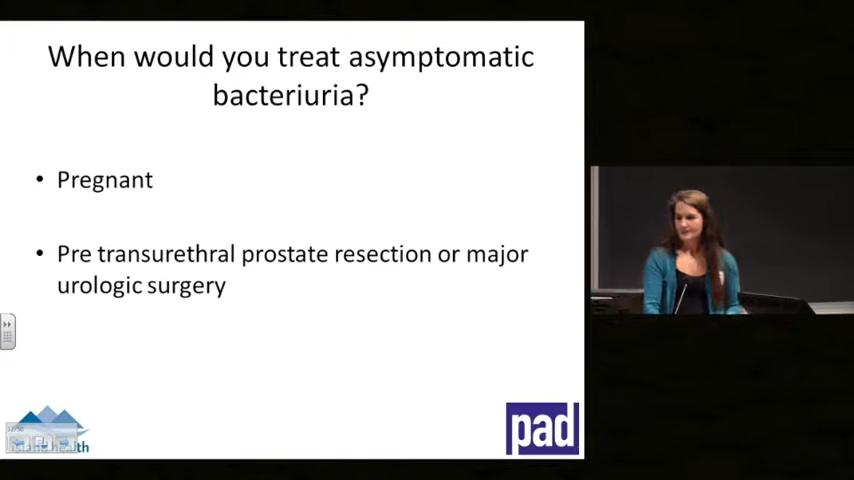 When would you treat asymptomatic
bacteriuria?
• Pregnant
• Pre transurethral prostate resection or major
urologic surgery
pad